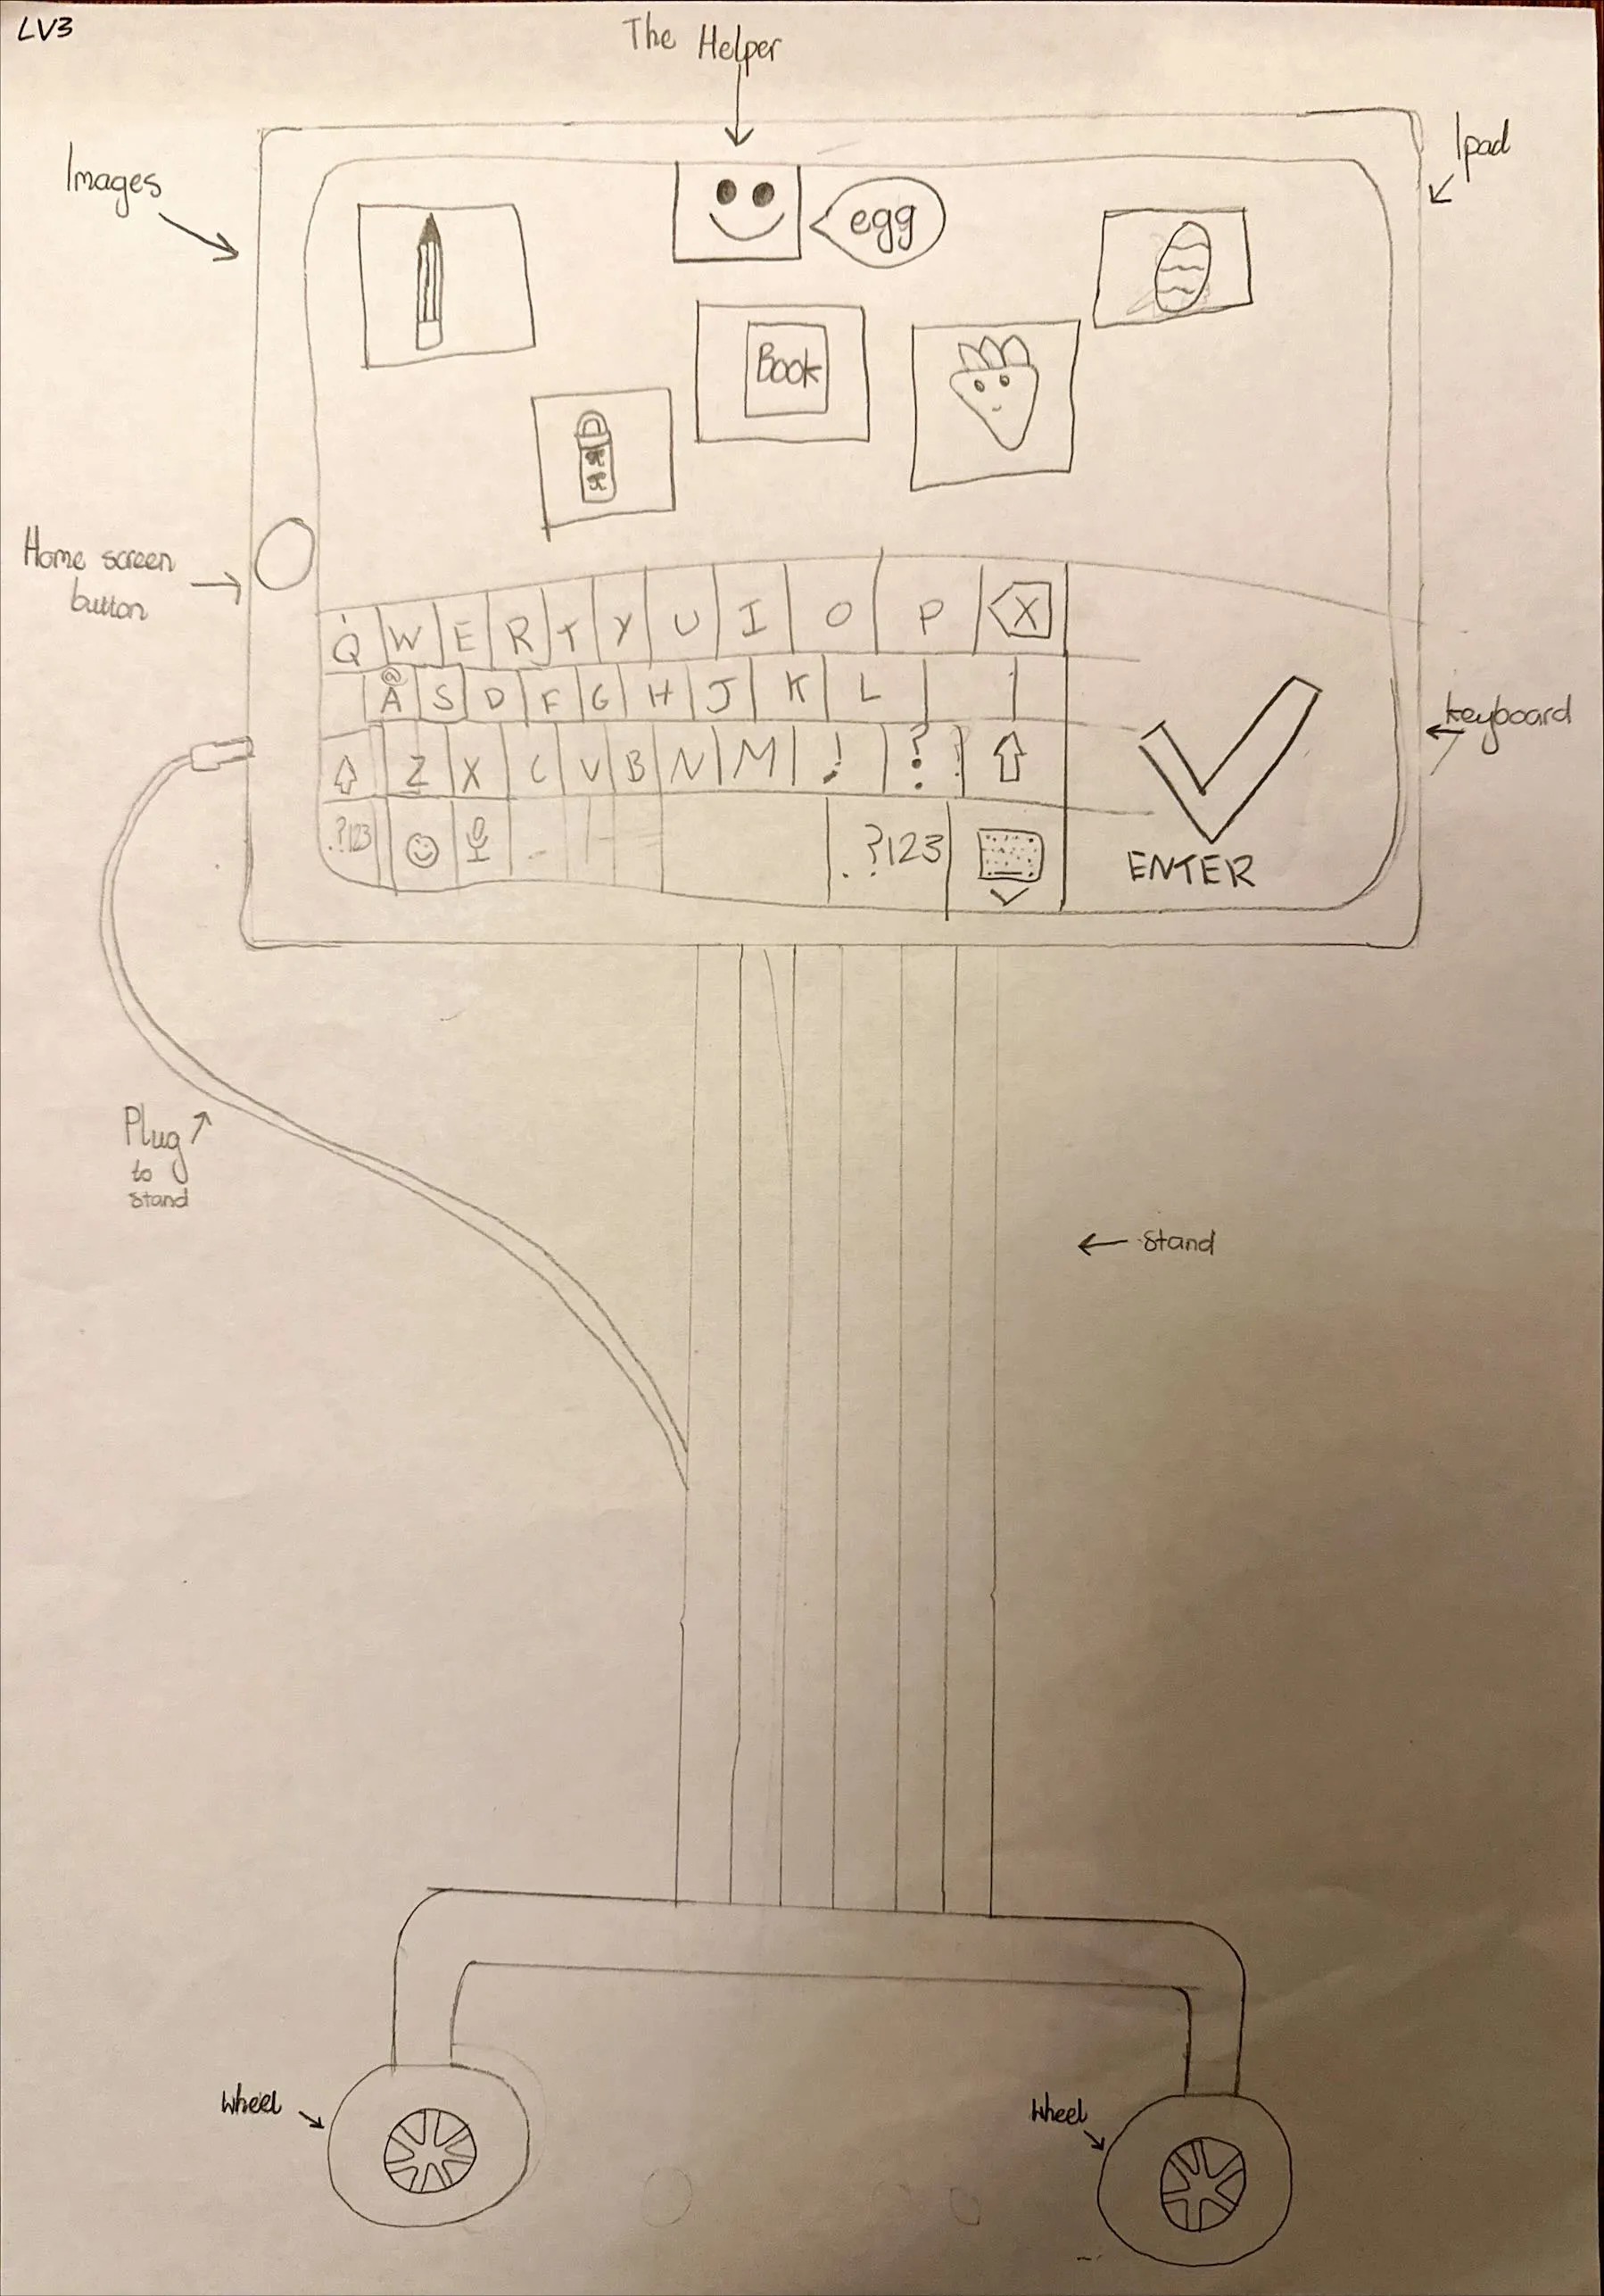 LV3
The Helper
Images
Ipad
egg
Book
Home screen
button
Q W E R T Y U I O P X
@
A S D F G H J K L
Z X C V B N M ! ?
.?123 .?123
ENTER
keyboard
Plug
to
stand
stand
wheel
wheel